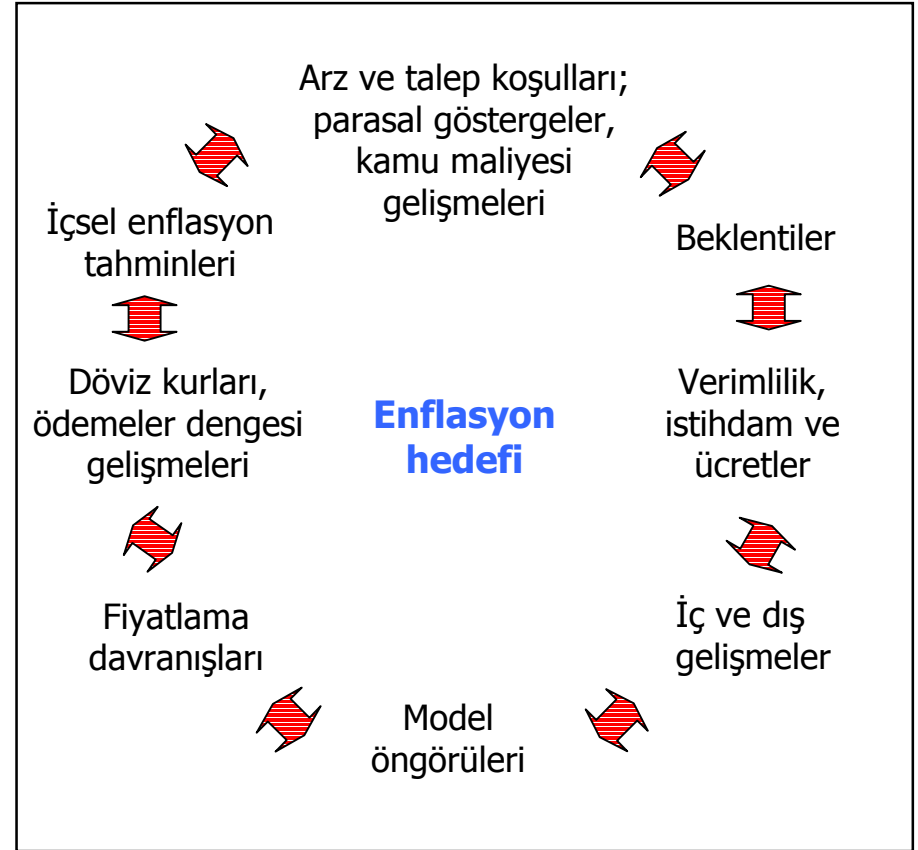 Arz ve talep koşulları;
parasal göstergeler,
kamu maliyesi
gelişmeleri
İçsel enflasyon
tahminleri
Beklentiler
Döviz kurları,
ödemeler dengesi
gelişmeleri
Enflasyon
hedefi
Verimlilik,
istihdam ve
ücretler
Fiyatlama
davranışları
İç ve dış
gelişmeler
Model
öngörüleri